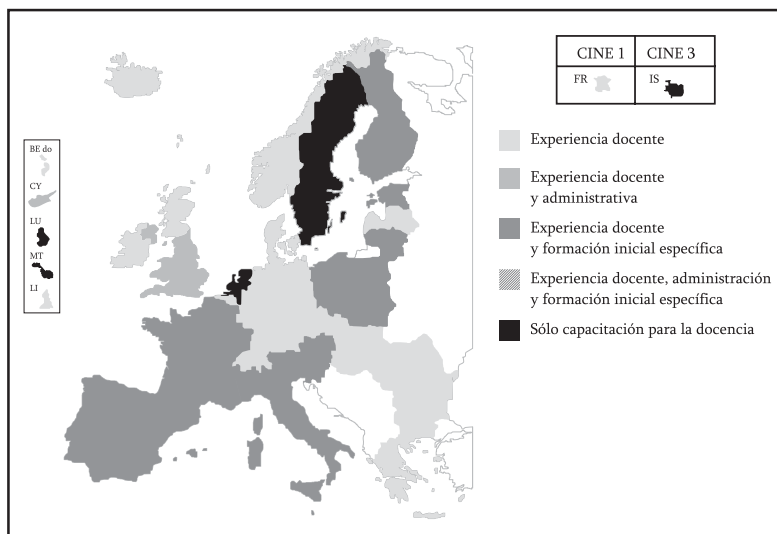 CINE 1 CINE 3
FR IS
BE do
CY
LU
MT
LI
Experiencia docente
Experiencia docente
y administrativa
Experiencia docente
y formación inicial específica
Experiencia docente, administración
y formación inicial específica
Sólo capacitación para la docencia